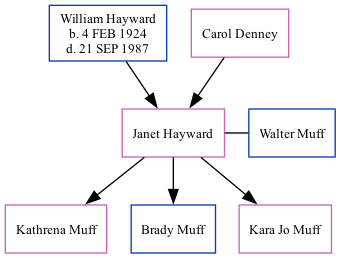 William Hayward
b. 4 FEB 1924
d. 21 SEP 1987
Carol Denney
Janet Hayward
Walter Muff
Kathrena Muff
Brady Muff
Kara Jo Muff